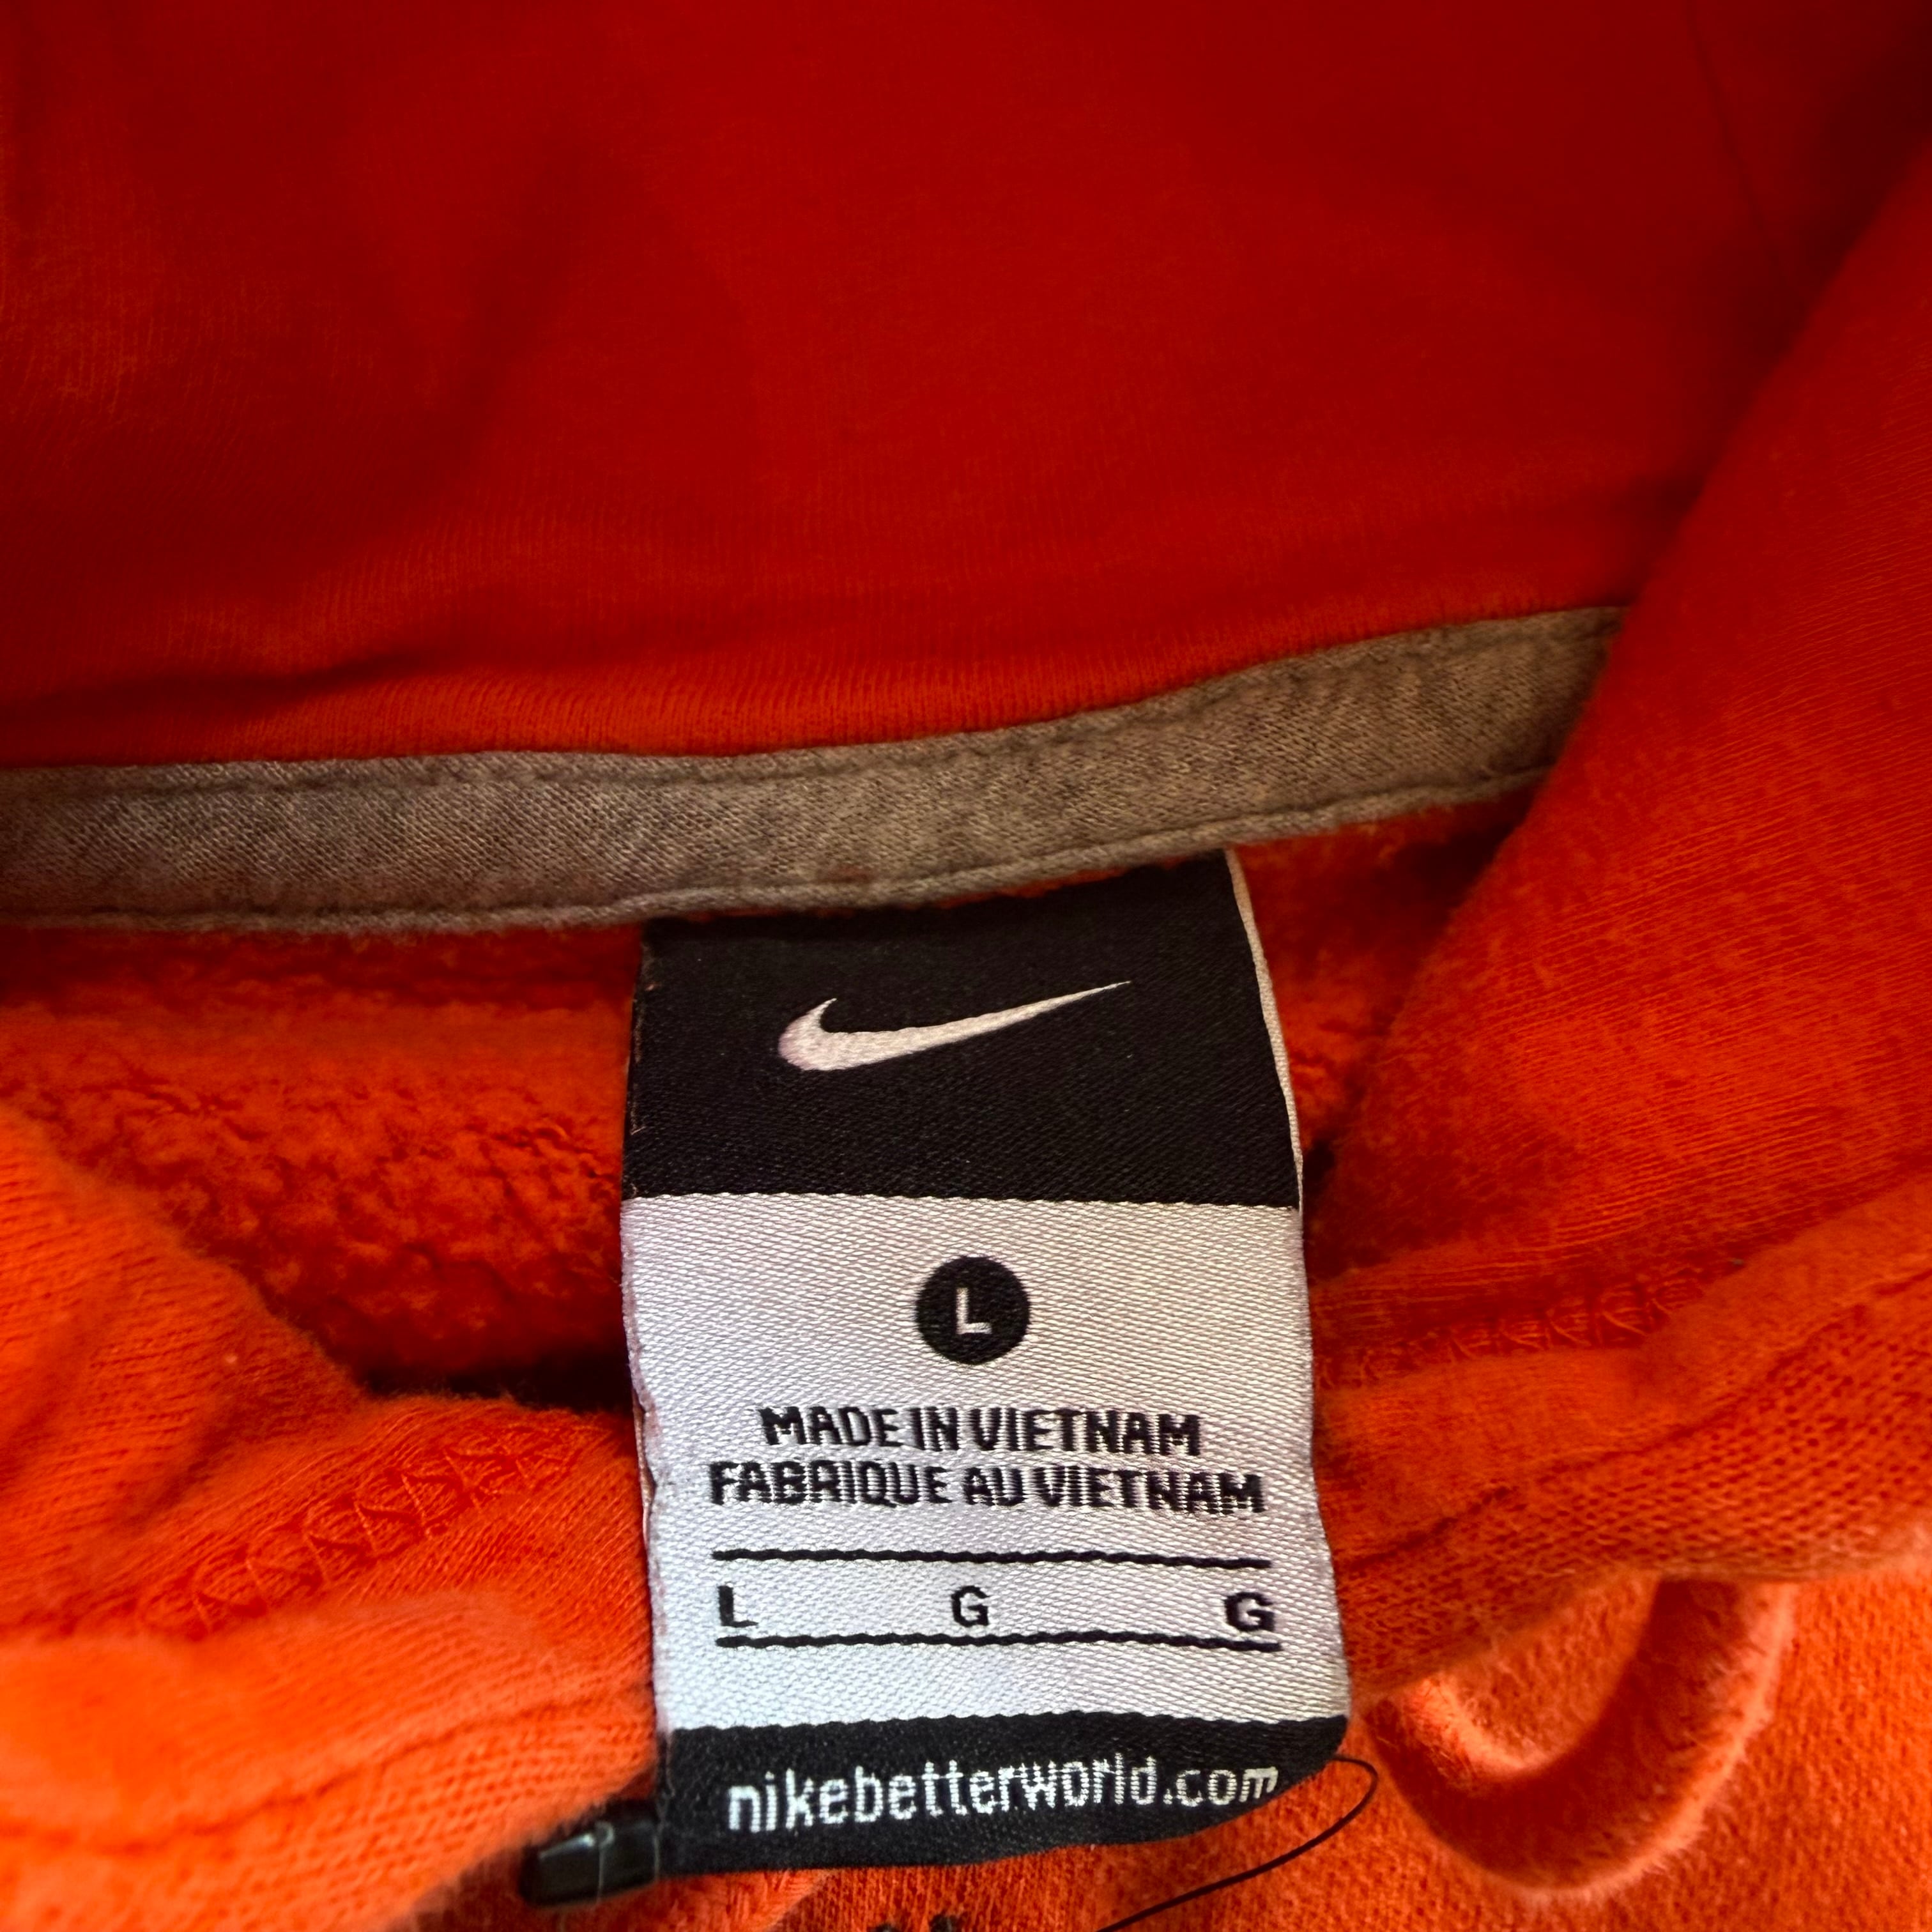 L
MADE IN VIETNAM
FABRIQUE AU VIETNAM
L G G
nikebetterworld.com